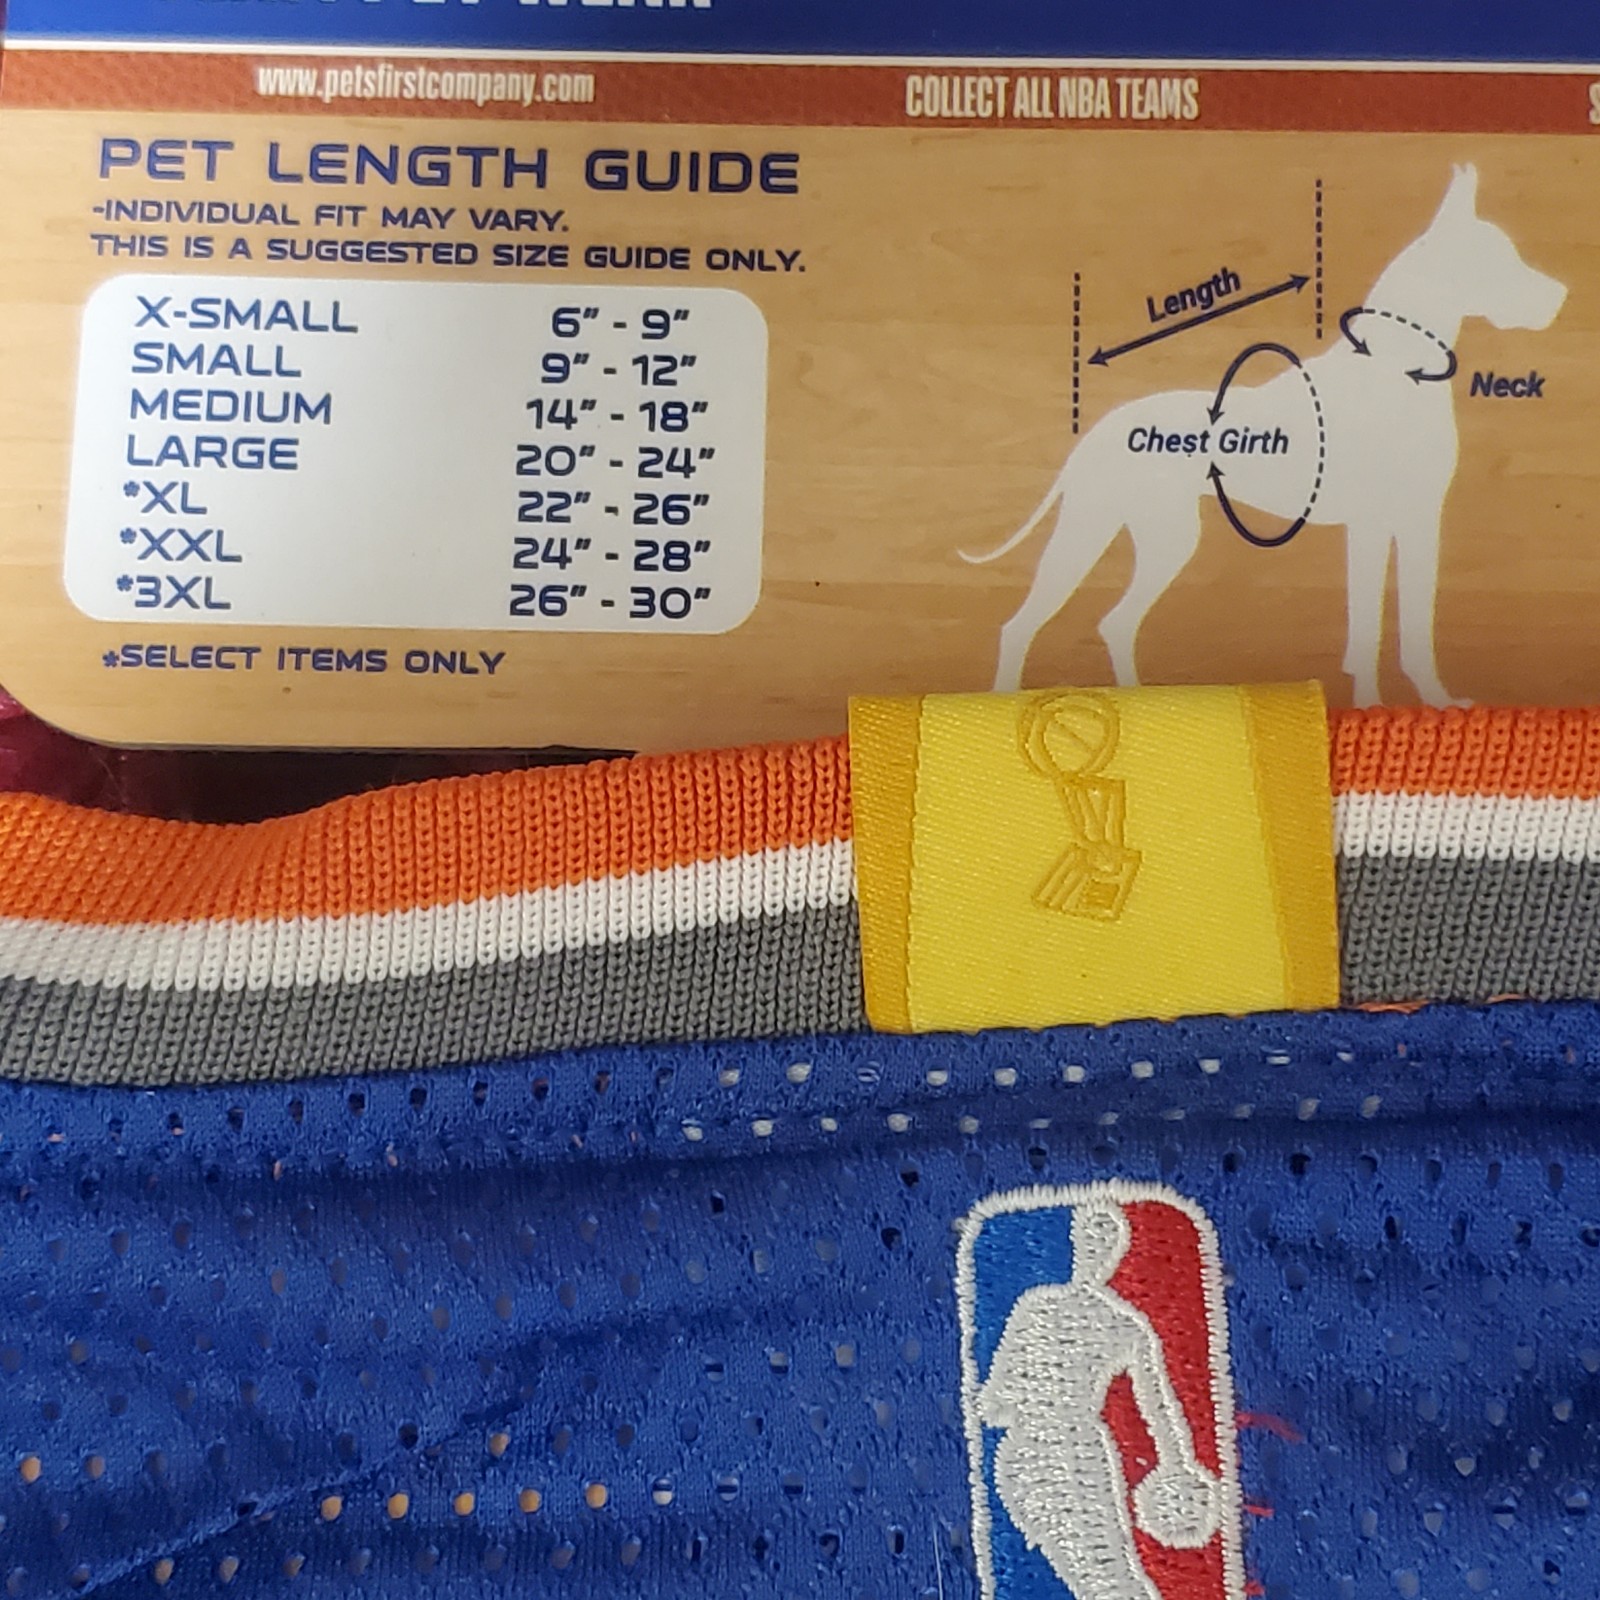 www.petsfirstcompany.com
COLLECT ALL NBA TEAMS
PET LENGTH GUIDE
-INDIVIDUAL FIT MAY VARY.
THIS IS A SUGGESTED SIZE GUIDE ONLY.
X-SMALL 6" - 9"
SMALL 9" - 12"
MEDIUM 14" - 18"
LARGE 20" - 24"
*XL 22" - 26"
*XXL 24" - 28"
*3XL 26" - 30"
*SELECT ITEMS ONLY
Length
Neck
Chest Girth